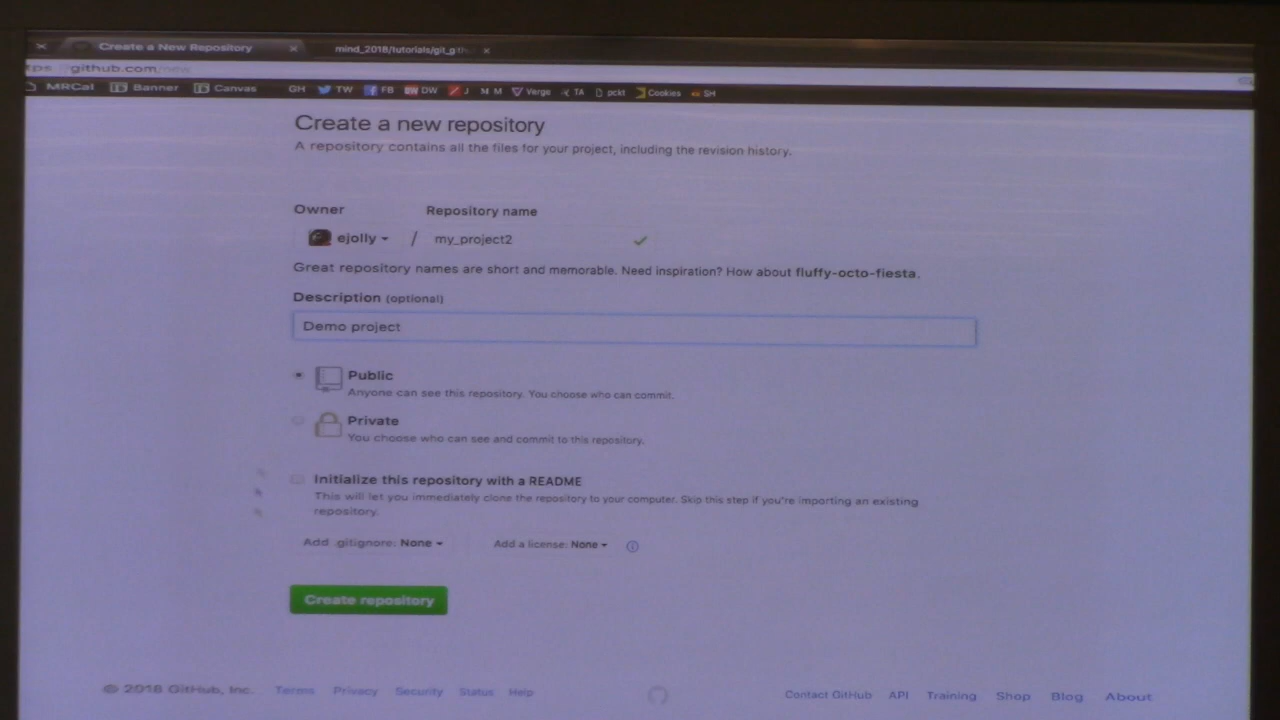 Create a New Repository
mind_2018/tutorials/git_gith
github.com/new
MRCal Banner Canvas GH TW FB DW J M M Verge TA pckt Cookies SH
Create a new repository
A repository contains all the files for your project, including the revision history.
Owner Repository name
ejolly / my_project2
Great repository names are short and memorable. Need inspiration? How about fluffy-octo-fiesta.
Description (optional)
Demo project
Public
Anyone can see this repository. You choose who can commit.
Private
You choose who can see and commit to this repository.
Initialize this repository with a README
This will let you immediately clone the repository to your computer. Skip this step if you're importing an existing
repository.
Add .gitignore: None Add a license: None
Create repository
© 2018 GitHub, Inc. Terms Privacy Security Status Help Contact GitHub API Training Shop Blog About